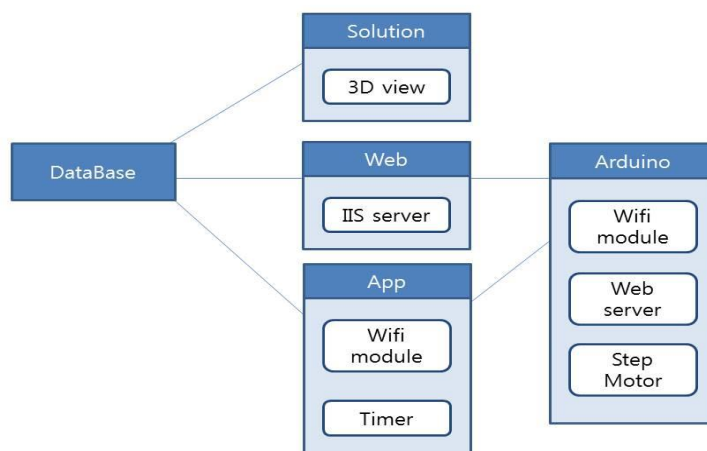 Solution
3D view
DataBase
Web
IIS server
App
Wifi
module
Timer
Arduino
Wifi
module
Web
server
Step
Motor